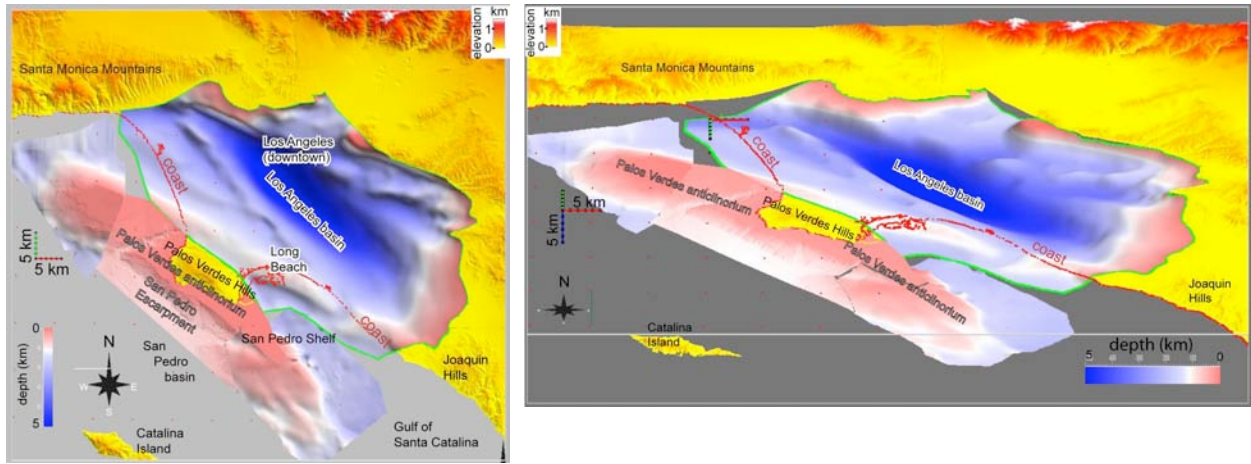 km
1
0
elevation
Santa Monica Mountains
Los Angeles
(downtown)
coast
Los Angeles basin
5 km
5 km
Palos Verdes Hills
Palos Verdes anticlinorium
San Pedro
Escarpment
Long
Beach
coast
San Pedro Shelf
0
depth (km)
5
N
W E
S
San
Pedro
basin
Joaquin
Hills
Catalina
Island
Gulf of
Santa Catalina
km
1
0
elevation
Santa Monica Mountains
Los Angeles basin
Palos Verdes anticlinorium
Palos Verdes Hills
coast
5 km
5 km
Palos Verdes anticlinorium
N
Joaquin
Hills
Catalina
Island
depth (km)
5 0